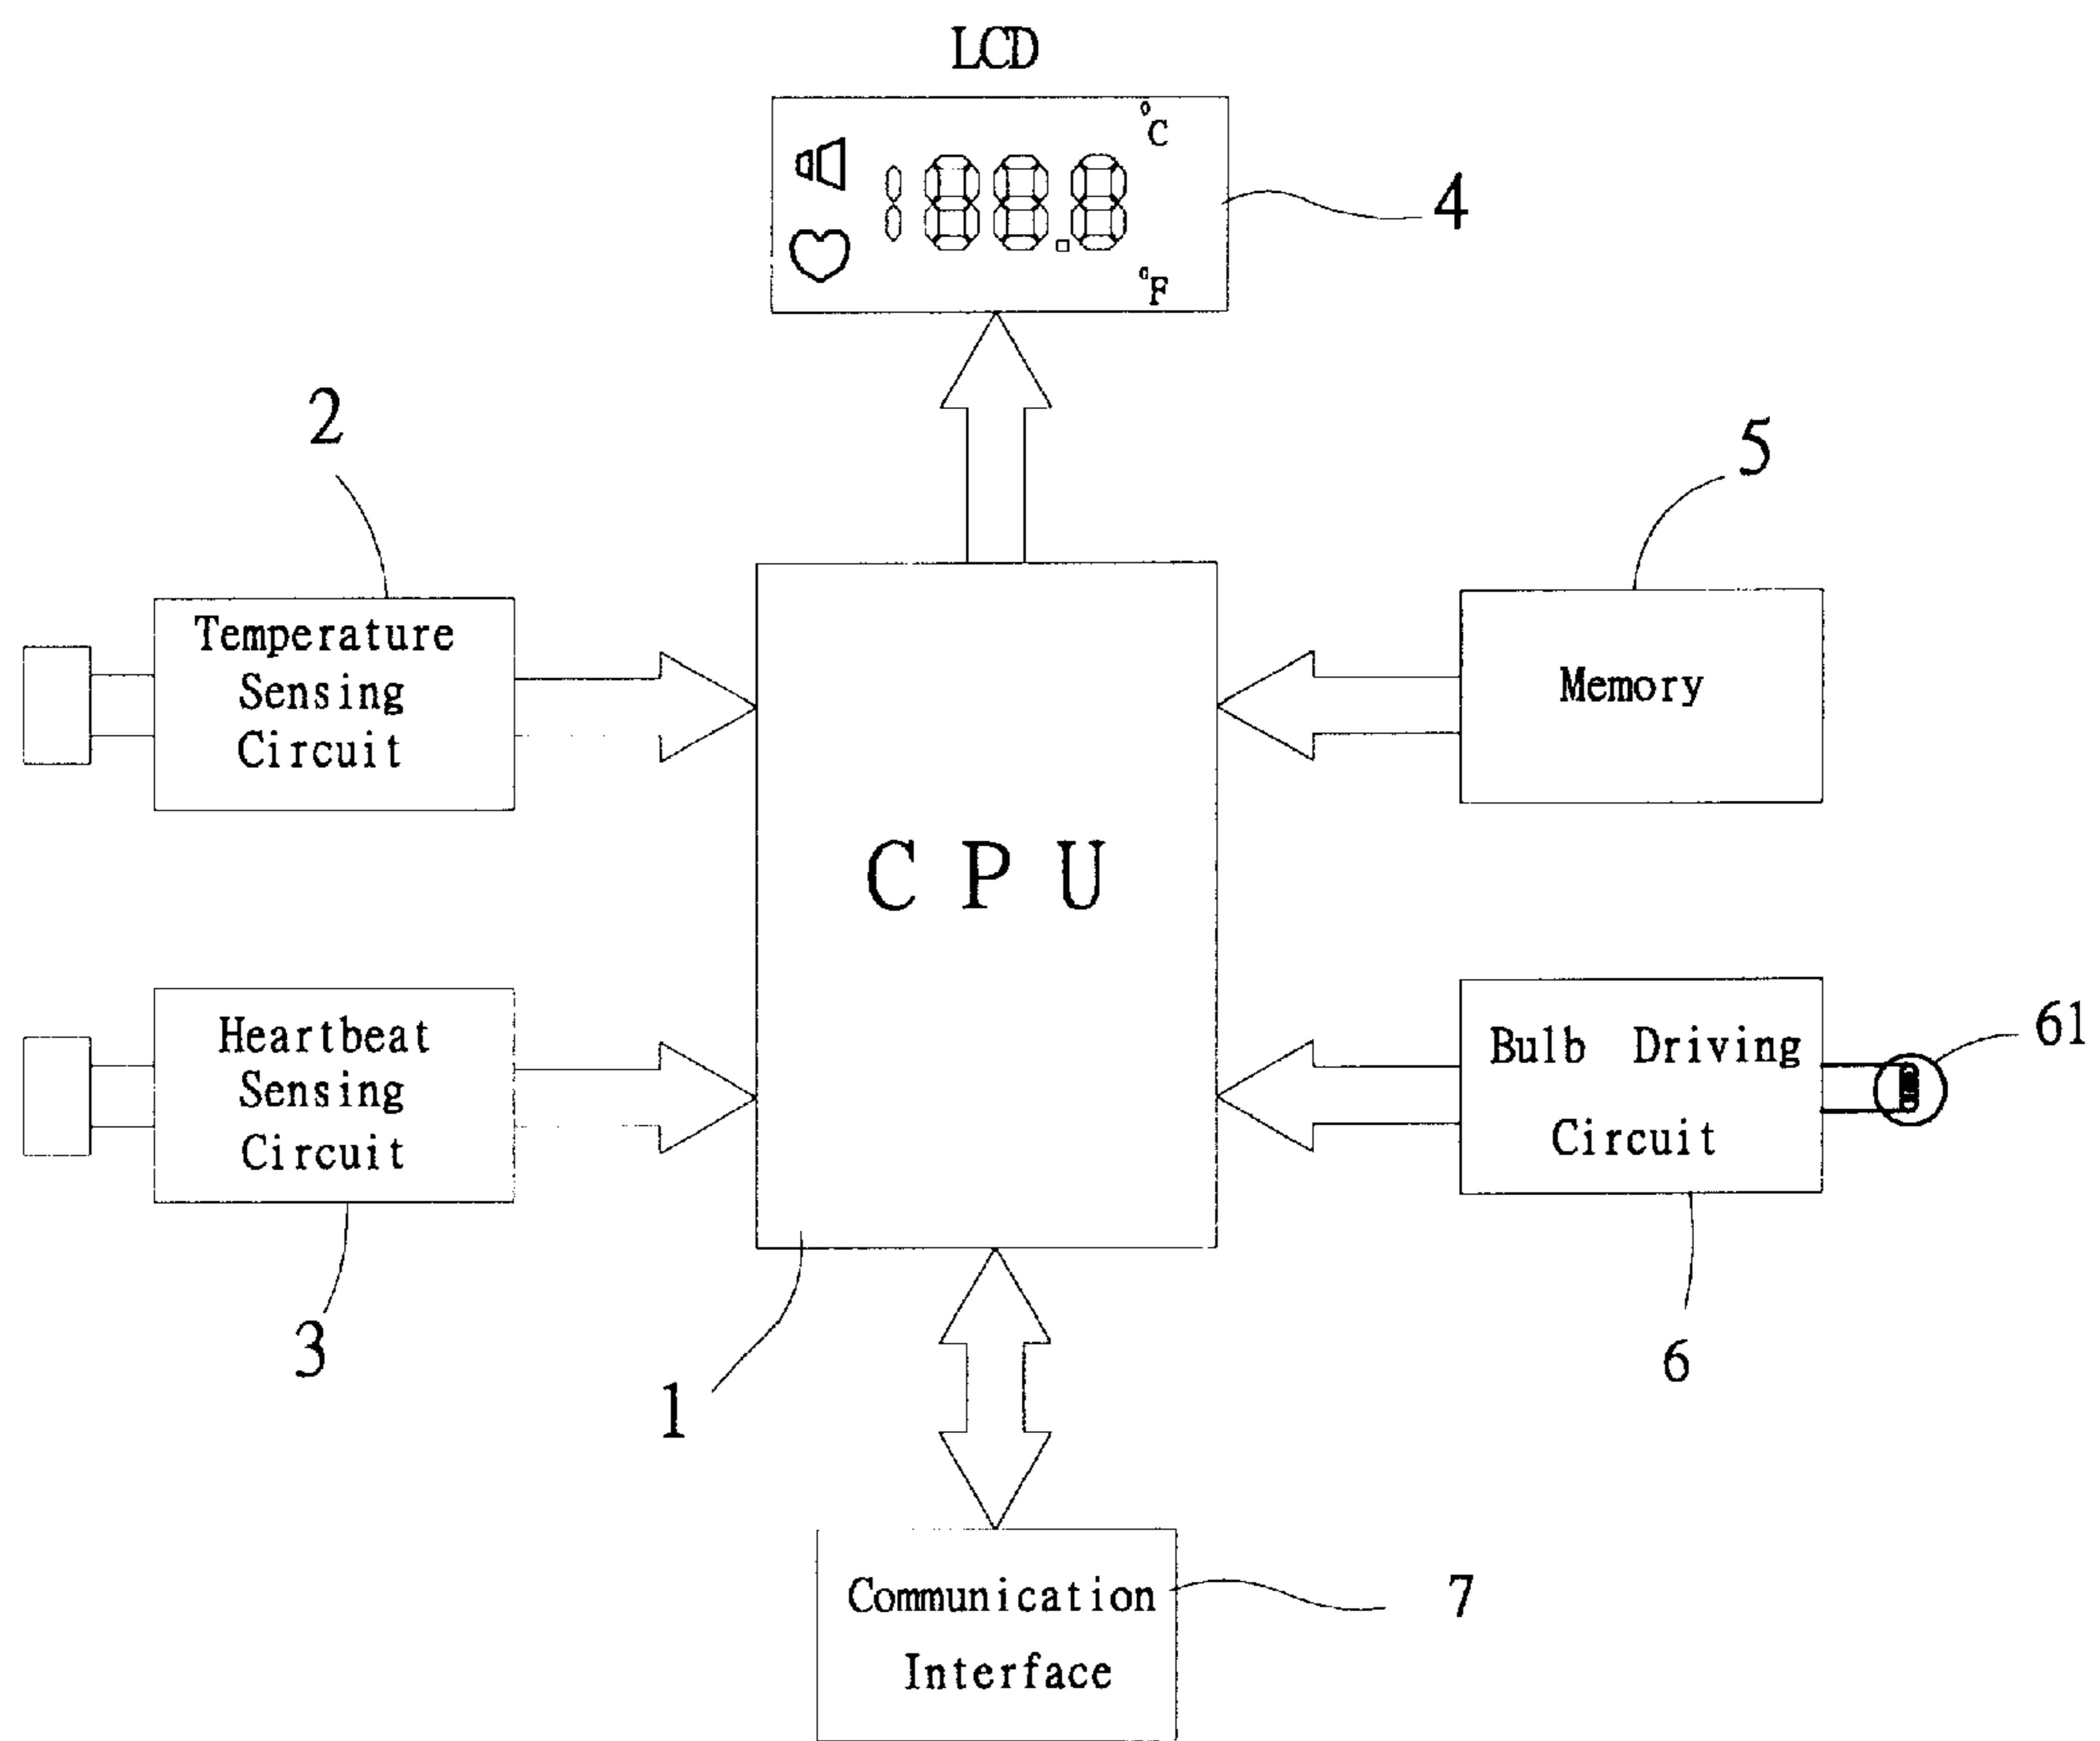 LCD
°C
188.8
4
°F
2
5
Temperature
Sensing
Circuit
Memory
CPU
Heartbeat
Sensing
Circuit
Bulb Driving
Circuit
61
3
1
6
Communication
Interface
7